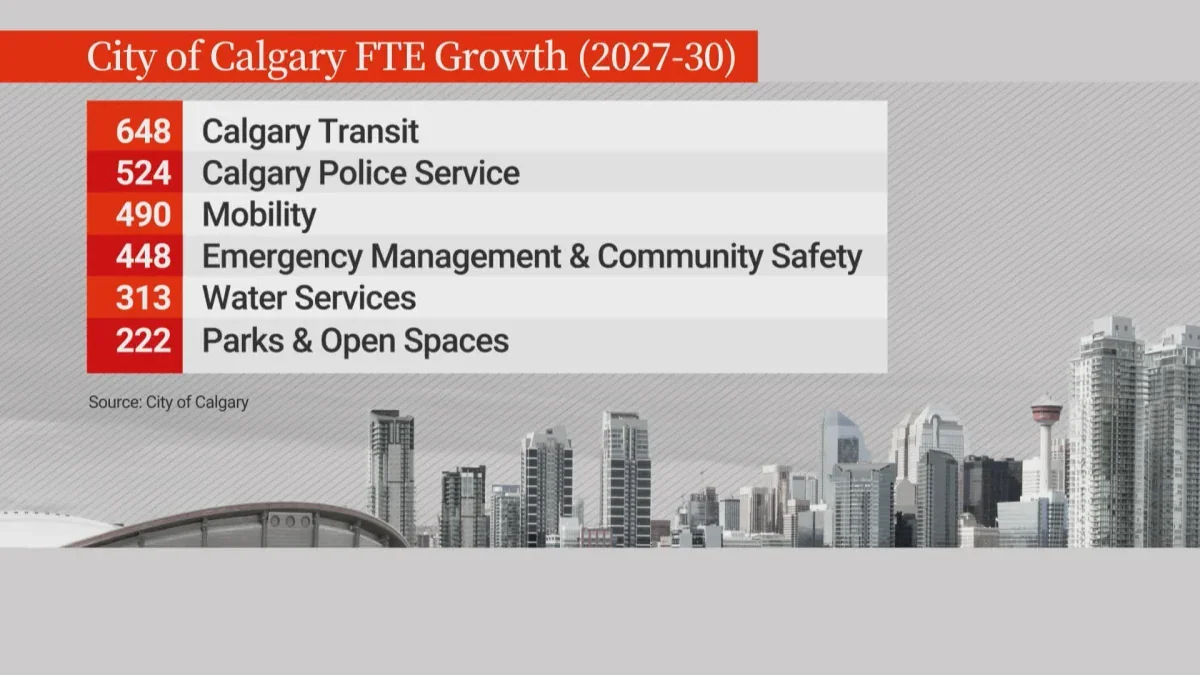 City of Calgary FTE Growth (2027-30)
648 Calgary Transit
524 Calgary Police Service
490 Mobility
448 Emergency Management & Community Safety
313 Water Services
222 Parks & Open Spaces
Source: City of Calgary